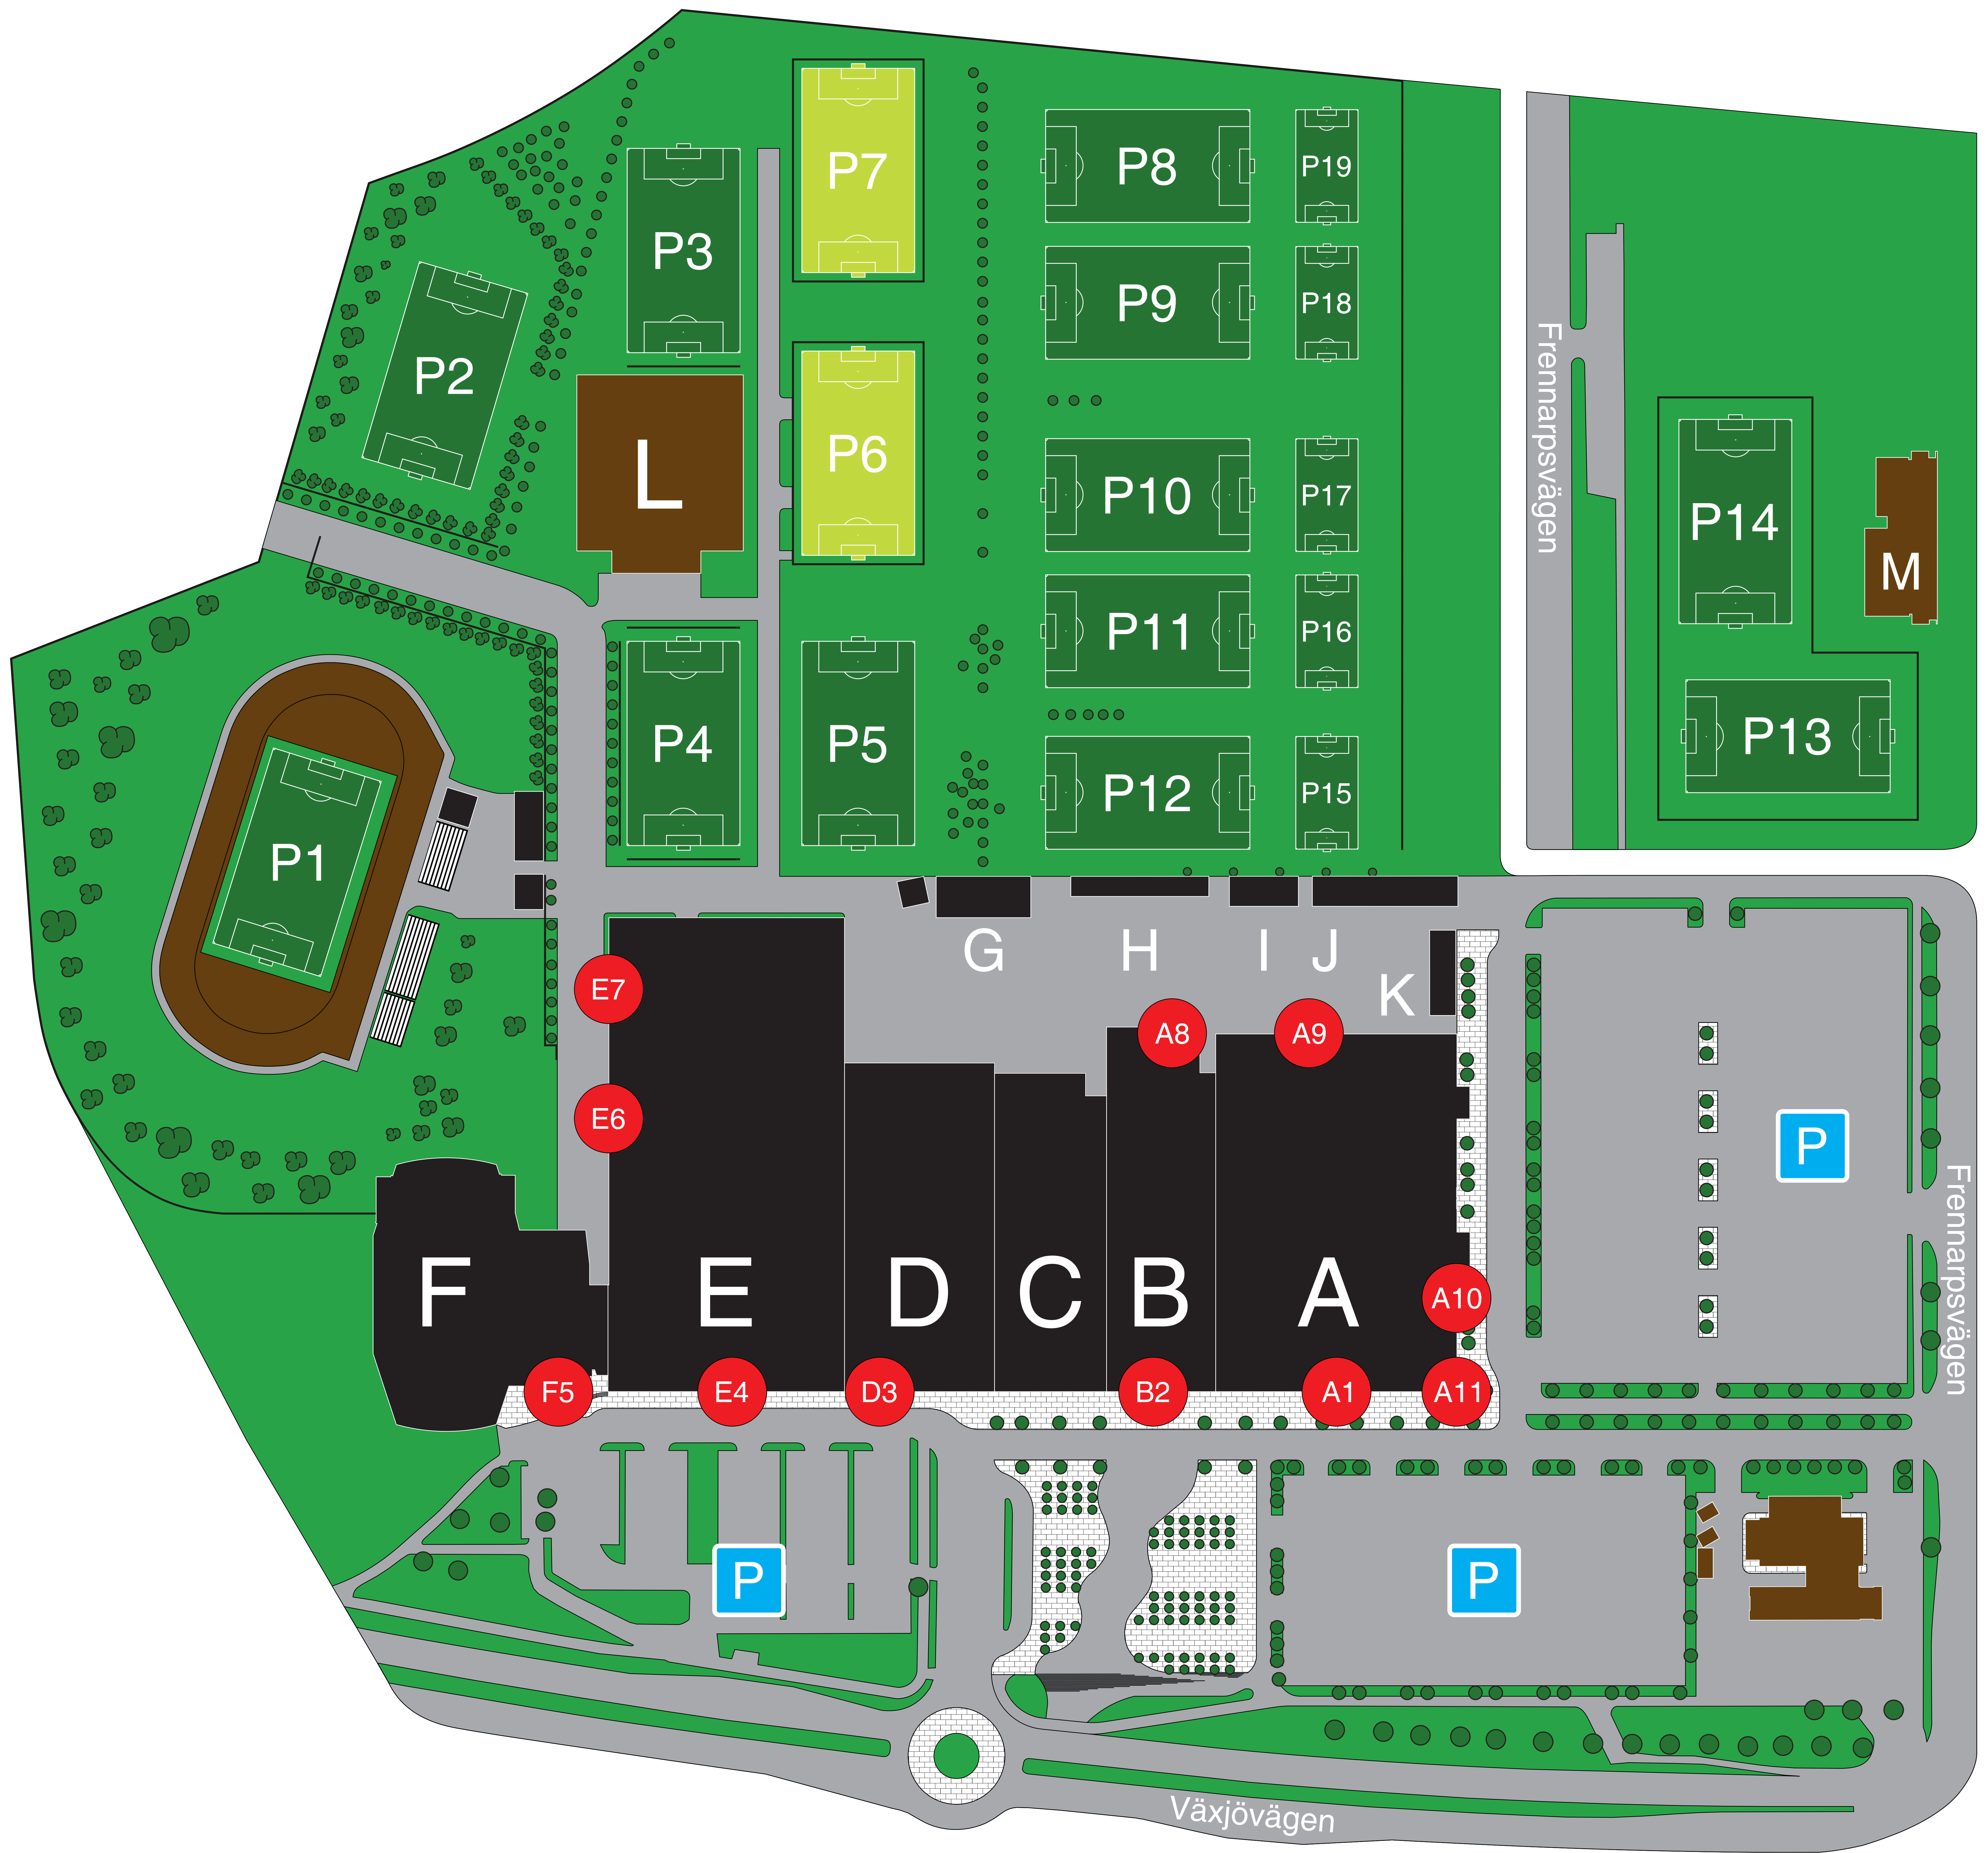 P7
P8
P19
P3
P9
P18
P2
P6
L
P10
P17
Frennarpsvägen
P14
M
P11
P16
P4
P5
P12
P15
P13
P1
G
H
I
J
K
E7
A8
A9
E6
P
F
E
D
C
B
A
A10
Frennarpsvägen
F5
E4
D3
B2
A1
A11
P
P
Växjövägen